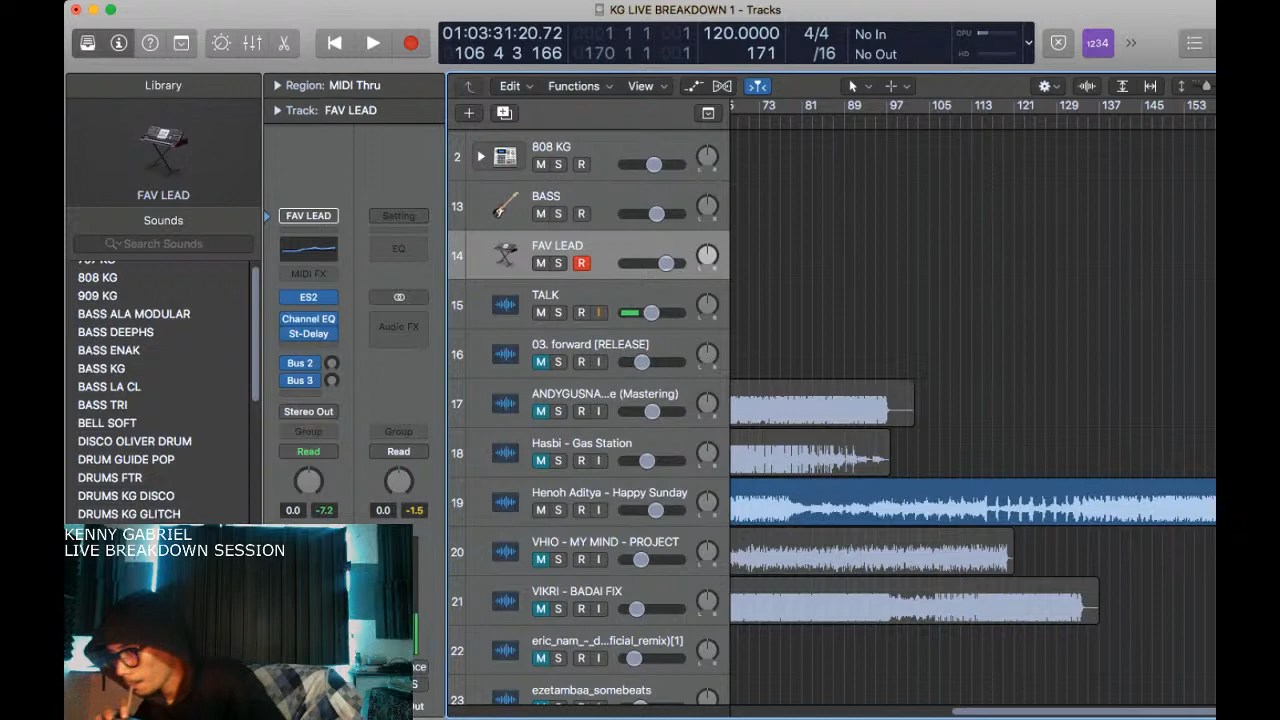 KG LIVE BREAKDOWN 1 - Tracks
01:03:31:20.73
106 4 3 166
1 1 1 1
0170 1 1 1
120.0000
171
4/4
/16
No In
No Out
CPU
HD
1234
Library
Region: MIDI Thru
Track: FAV LEAD
Edit
Functions
View
73 81 89 97 105 113 121 129 137 145 153
FAV LEAD
Sounds
Search Sounds
808 KG
909 KG
BASS ALA MODULAR
BASS DEEPHS
BASS ENAK
BASS KG
BASS LA CL
BASS TRI
BELL SOFT
DISCO OLIVER DRUM
DRUM GUIDE POP
DRUMS FTR
DRUMS KG DISCO
DRUMS KG GLITCH
FAV LEAD
Setting
EQ
MIDI FX
ES2
Channel EQ
St-Delay
Audio FX
Bus 2
Bus 3
Stereo Out
Group
Group
Read
Read
0.0 -7.2
0.0 -1.5
2
808 KG
M S R
13
BASS
M S R
14
FAV LEAD
M S R
15
TALK
M S R I
16
03. forward [RELEASE]
M S R I
17
ANDYGUSNA...e (Mastering)
M S R I
18
Hasbi - Gas Station
M S R I
19
Henoh Aditya - Happy Sunday
M S R I
20
VHIO - MY MIND - PROJECT
M S R I
21
VIKRI - BADAI FIX
M S R I
22
eric_nam_-_d...ficial_remix)[1]
M S R I
23
ezetambaa_somebeats
KENNY GABRIEL
LIVE BREAKDOWN SESSION